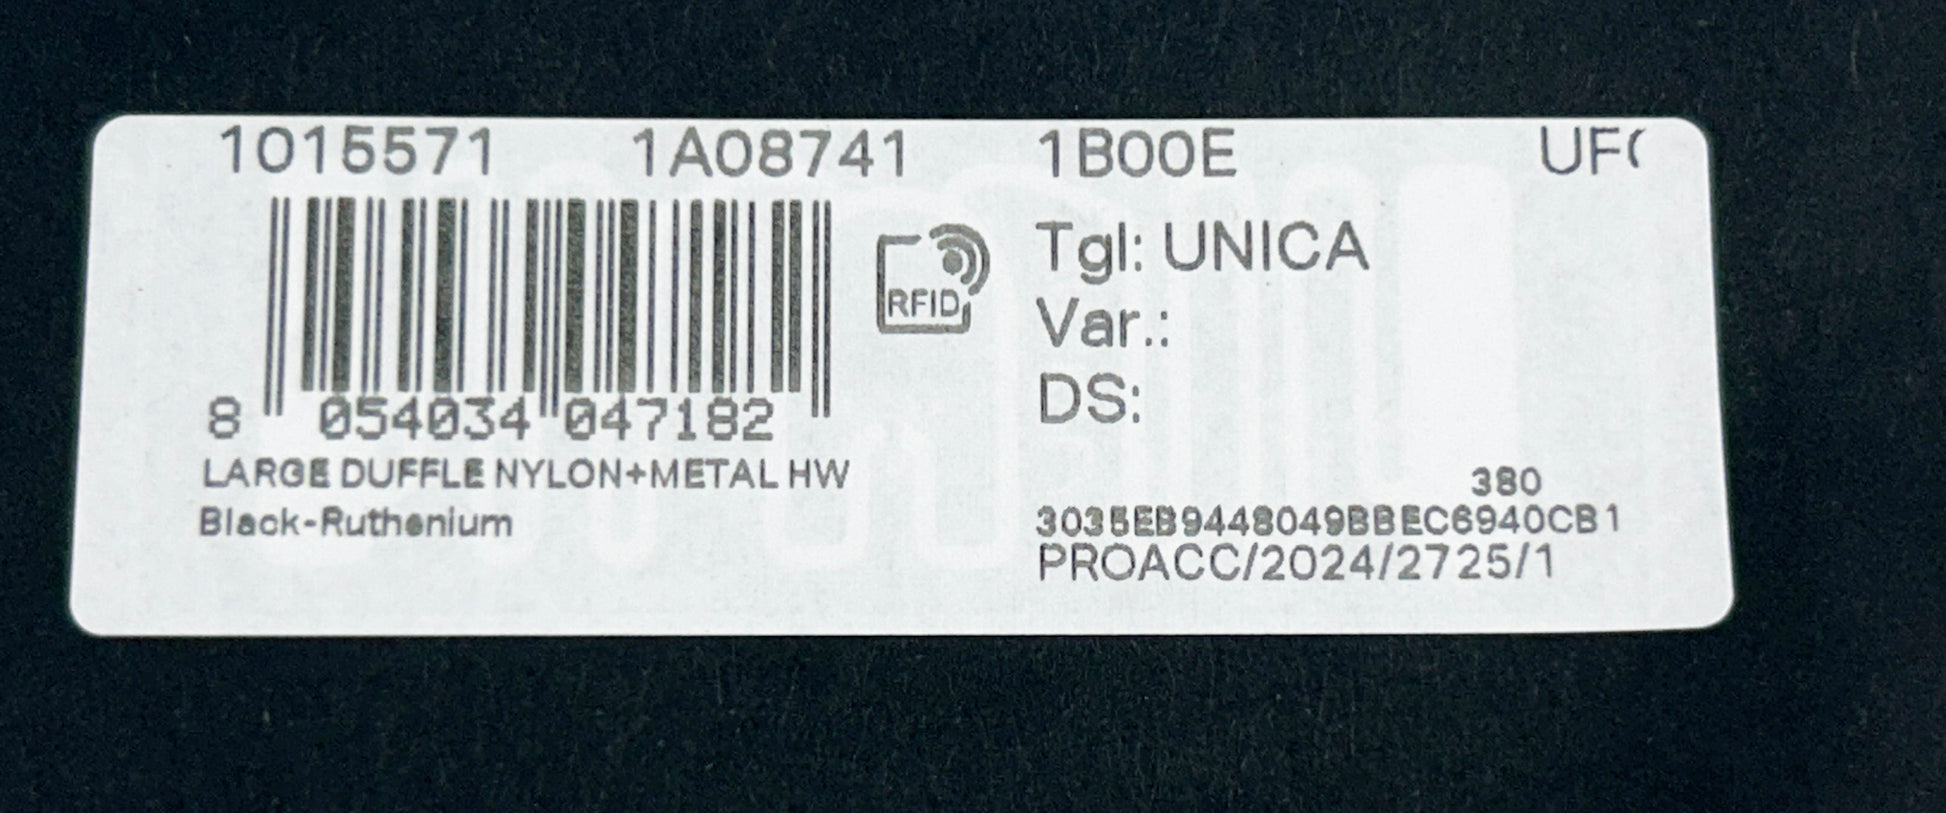 1015571 1A08741 1B00E
Tgl: UNICA
RFID
Var.:
DS:
8 054034 047182
LARGE DUFFLE NYLON+METAL HW
380
Black-Ruthenium
3035EB9448049BBEC6940CB1
PROACC/2024/2725/1